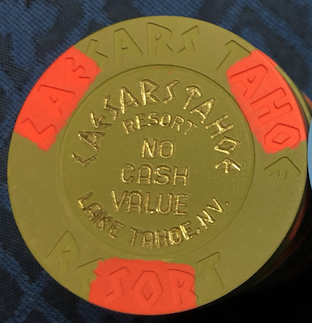 CAESARS TAHOE
CAESARS TAHOE
RESORT
NO
CASH
VALUE
LAKE TAHOE, NV.
RESORT